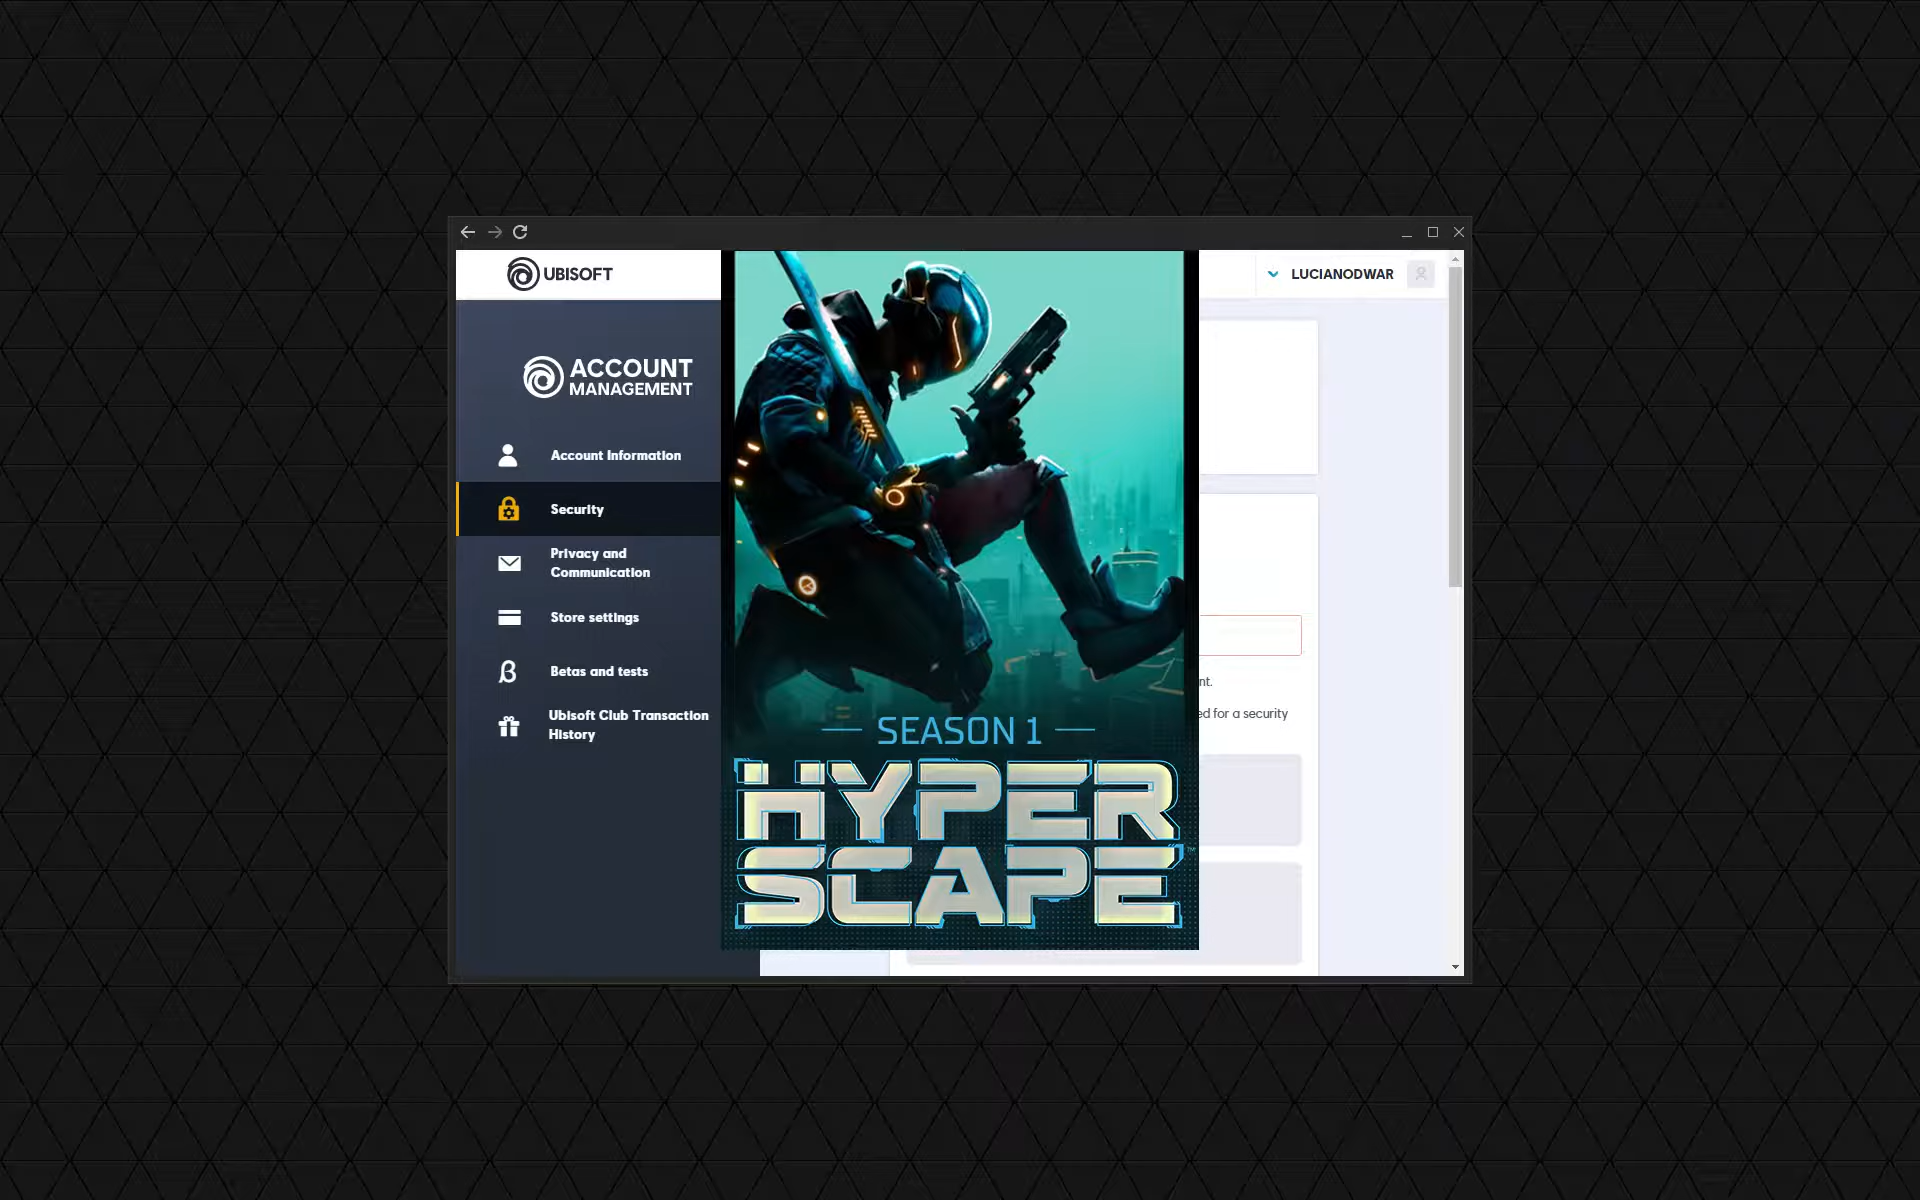 UBISOFT
LUCIANODWAR
ACCOUNT
MANAGEMENT
Account Information
Security
Privacy and
Communication
Store settings
Betas and tests
Ubisoft Club Transaction
History
nt.
ed for a security
SEASON 1
HYPER
SCAPE™